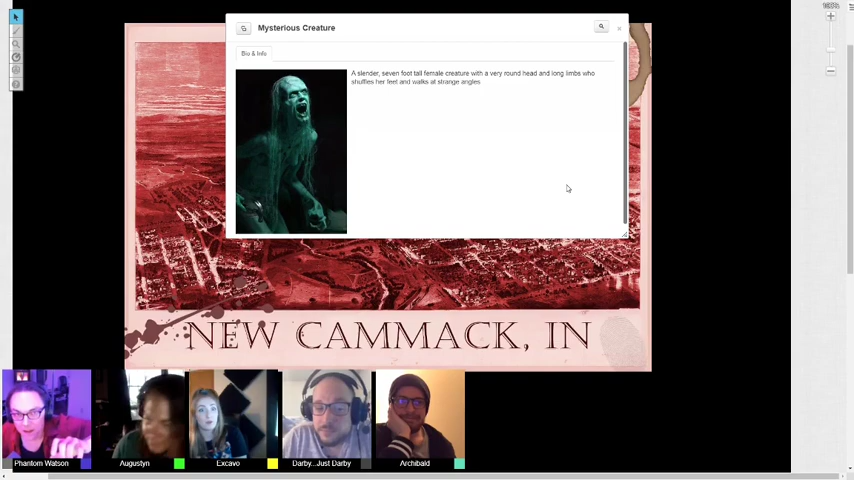 Mysterious Creature
Bio & Info
A slender, seven foot tall female creature with a very round head and long limbs who
shuffles her feet and walks at strange angles
NEW CAMMACK, IN
Phantom Watson
Augustyn
Excavo
Darby...Just Darby
Archibald